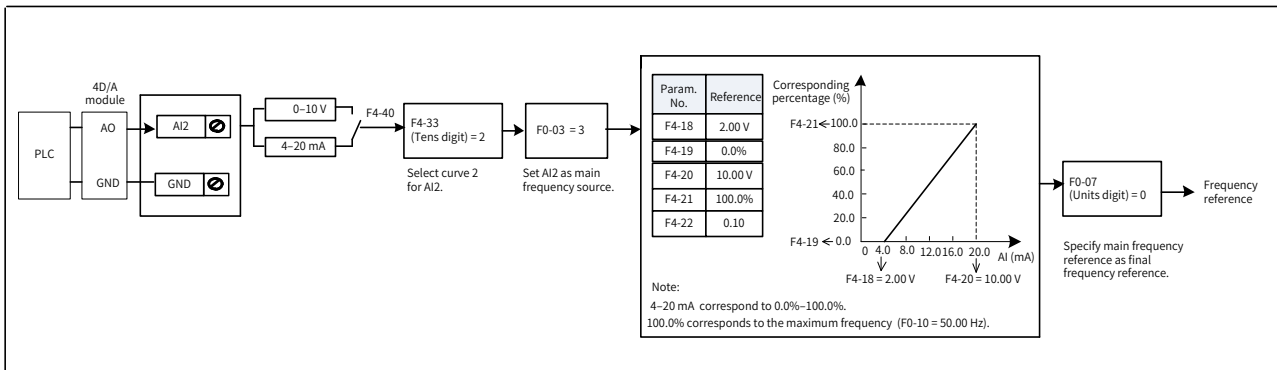 4D/A
module
PLC
AO
GND
AI2
GND
0–10 V
4–20 mA
F4-40
F4-33
(Tens digit) = 2
Select curve 2
for AI2.
F0-03 = 3
Set AI2 as main
frequency source.
Param.
No.
Reference
F4-18
2.00 V
F4-19
0.0%
F4-20
10.00 V
F4-21
100.0%
F4-22
0.10
Corresponding
percentage (%)
F4-21
100.0
80.0
60.0
40.0
20.0
F4-19
0.0
0 4.0 8.0 12.0 16.0 20.0
AI (mA)
F4-18 = 2.00 V
F4-20 = 10.00 V
Note:
4–20 mA correspond to 0.0%–100.0%.
100.0% corresponds to the maximum frequency (F0-10 = 50.00 Hz).
F0-07
(Units digit) = 0
Specify main frequency
reference as final
frequency reference.
Frequency
reference